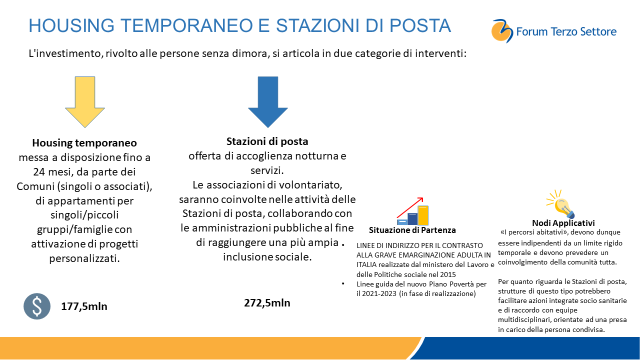 HOUSING TEMPORANEO E STAZIONI DI POSTA
Forum Terzo Settore
L'investimento, rivolto alle persone senza dimora, si articola in due categorie di interventi:
Housing temporaneo
messa a disposizione fino a
24 mesi, da parte dei
Comuni (singoli o associati),
di appartamenti per
singoli/piccoli
gruppi/famiglie con
attivazione di progetti
personalizzati.
177,5mln
Stazioni di posta
offerta di accoglienza notturna e
servizi.
Le associazioni di volontariato,
saranno coinvolte nelle attività delle
Stazioni di posta, collaborando con
le amministrazioni pubbliche al fine
di raggiungere una più ampia
inclusione sociale.
272,5mln
Situazione di Partenza
• LINEE DI INDIRIZZO PER IL CONTRASTO
ALLA GRAVE EMARGINAZIONE ADULTA IN
ITALIA realizzate dal ministero del Lavoro e
delle Politiche sociale nel 2015
• Linee guida del nuovo Piano Povertà per
il 2021-2023 (in fase di realizzazione)
Nodi Applicativi
«I percorsi abitativi», devono dunque
essere indipendenti da un limite rigido
temporale e devono prevedere un
coinvolgimento della comunità tutta.
Per quanto riguarda le Stazioni di posta,
strutture di questo tipo potrebbero
facilitare azioni integrate socio sanitarie
e di raccordo con equipe
multidisciplinari, orientate ad una presa
in carico della persona condivisa.